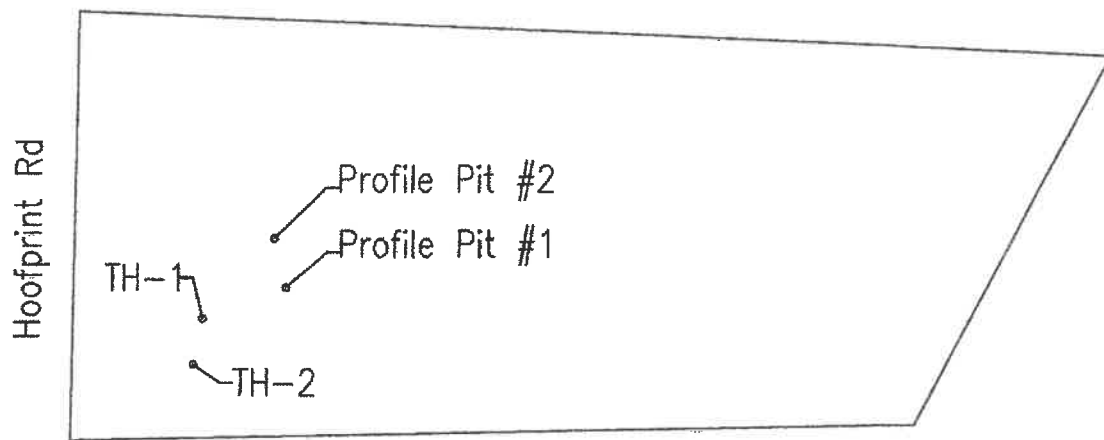 Hoofprint Rd
Profile Pit #2
Profile Pit #1
TH-1
TH-2